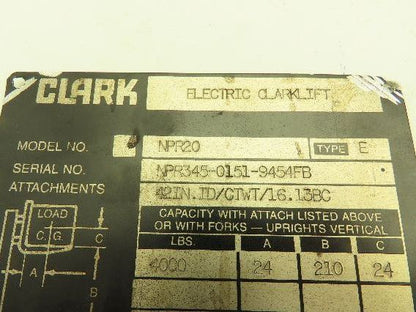 CLARK ELECTRIC CLARKLIFT
MODEL NO. NPR20 TYPE E
SERIAL NO. NPR345-0151-9454FB
ATTACHMENTS 42IN.ID/CTWT/16.13BC
CAPACITY WITH ATTACH LISTED ABOVE
OR WITH FORKS – UPRIGHTS VERTICAL
LOAD
C.G
C
A
B
LBS. A B C
4000 24 210 24